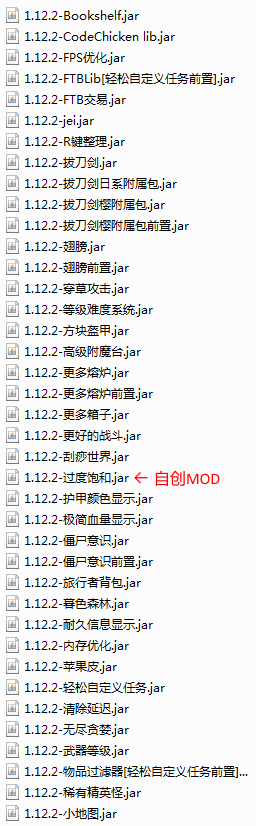 1.12.2-Bookshelf.jar
1.12.2-CodeChicken lib.jar
1.12.2-FPS优化.jar
1.12.2-FTBLib[轻松自定义任务前置].jar
1.12.2-FTB交易.jar
1.12.2-jei.jar
1.12.2-R键整理.jar
1.12.2-拔刀剑.jar
1.12.2-拔刀剑日系附属包.jar
1.12.2-拔刀剑樱附属包.jar
1.12.2-拔刀剑樱附属包前置.jar
1.12.2-翅膀.jar
1.12.2-翅膀前置.jar
1.12.2-穿草攻击.jar
1.12.2-等级难度系统.jar
1.12.2-方块盔甲.jar
1.12.2-高级附魔台.jar
1.12.2-更多熔炉.jar
1.12.2-更多熔炉前置.jar
1.12.2-更多箱子.jar
1.12.2-更好的战斗.jar
1.12.2-刮痧世界.jar
1.12.2-过度饱和.jar ← 自创MOD
1.12.2-护甲颜色显示.jar
1.12.2-极简血量显示.jar
1.12.2-僵尸意识.jar
1.12.2-僵尸意识前置.jar
1.12.2-旅行者背包.jar
1.12.2-暮色森林.jar
1.12.2-耐久信息显示.jar
1.12.2-内存优化.jar
1.12.2-苹果皮.jar
1.12.2-轻松自定义任务.jar
1.12.2-清除延迟.jar
1.12.2-无尽贪婪.jar
1.12.2-武器等级.jar
1.12.2-物品过滤器[轻松自定义任务前置]...
1.12.2-稀有精英怪.jar
1.12.2-小地图.jar